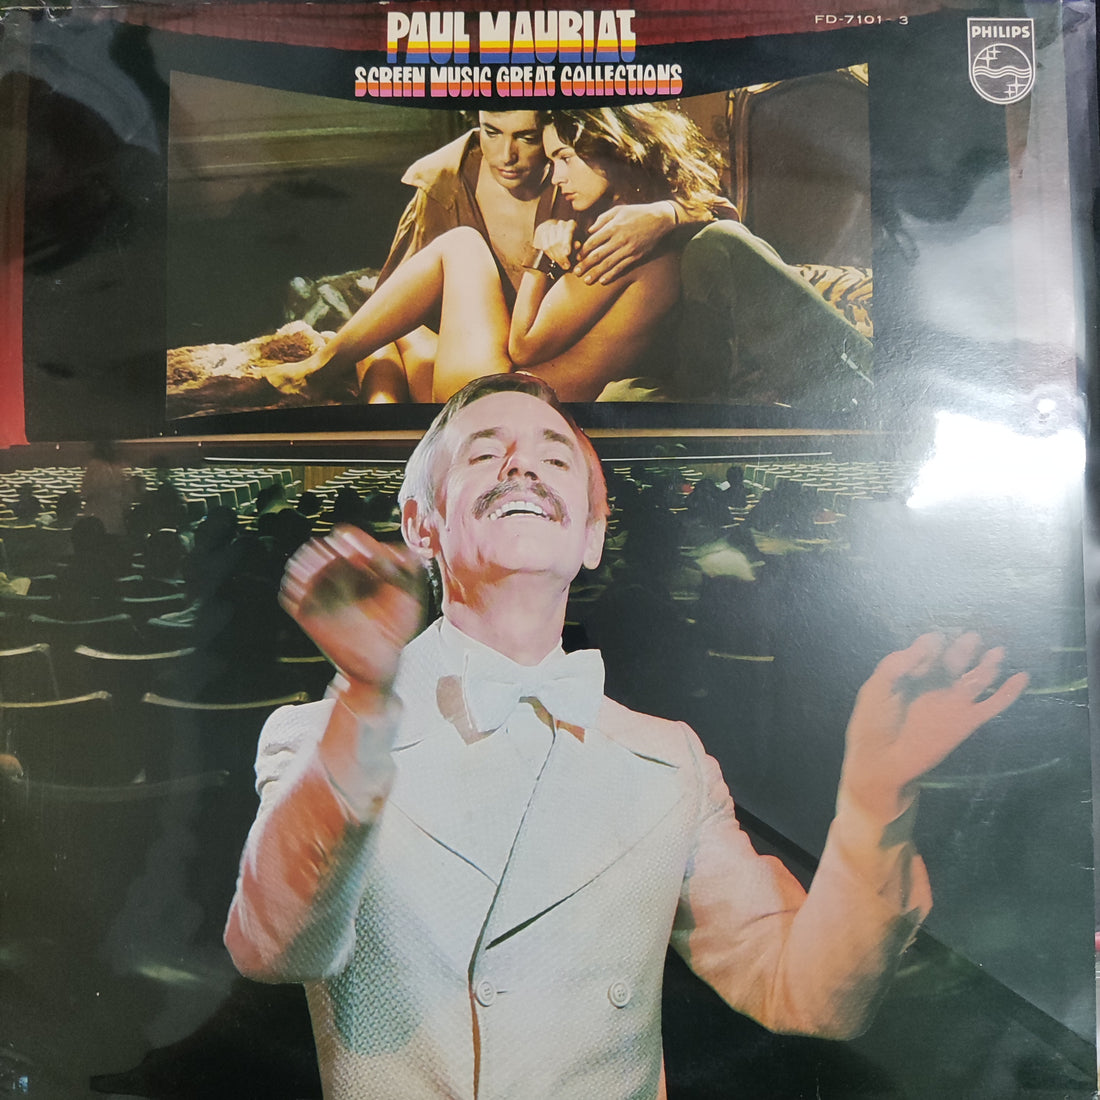 PAUL MAURIAT
SCREEN MUSIC GREAT COLLECTIONS
FD-7101-3
PHILIPS